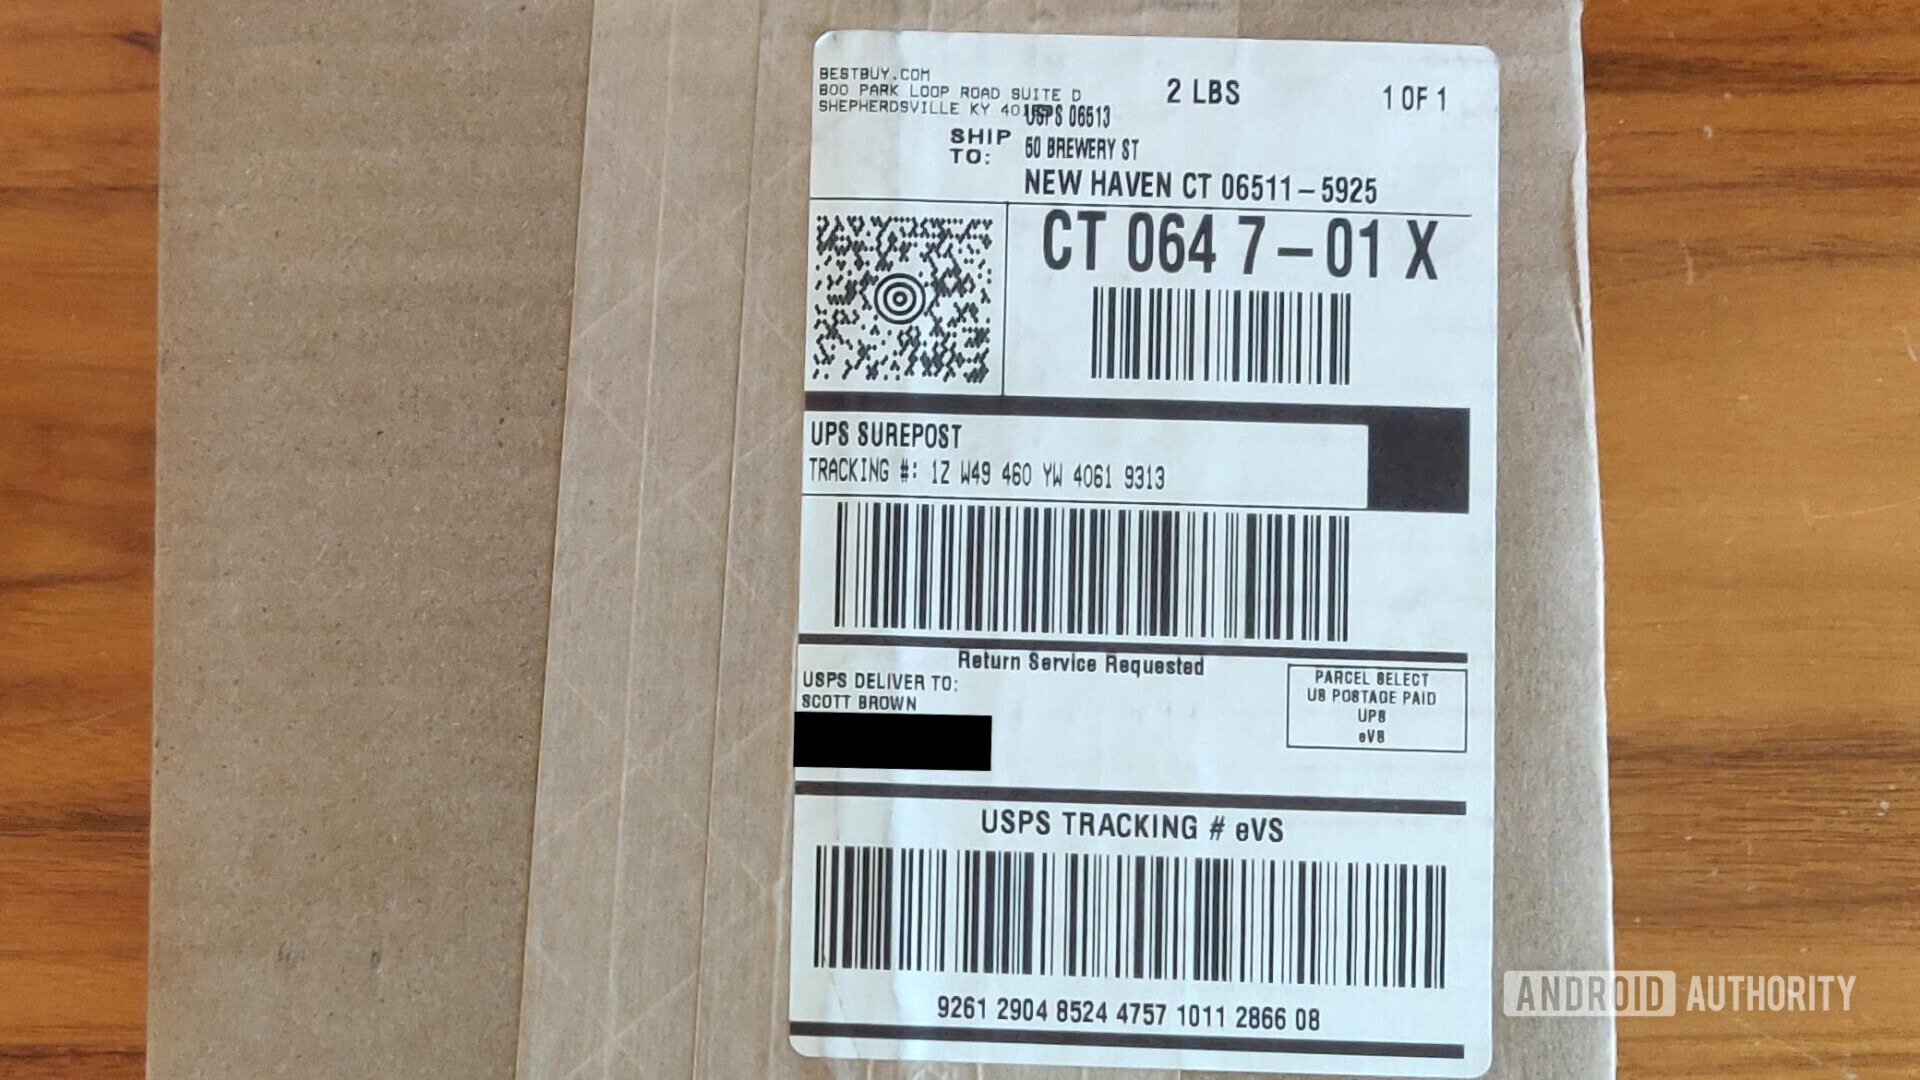 BESTBUY.COM
800 PARK LOOP ROAD SUITE D
SHEPHERDSVILLE KY
2 LBS
1 OF 1
SHIP TO:
USPS 06513
50 BREWERY ST
NEW HAVEN CT 06511-5925
CT 064 7-01 X
UPS SUREPOST
TRACKING #: 1Z W49 460 YW 4061 9313
Return Service Requested
USPS DELIVER TO:
SCOTT BROWN
PARCEL SELECT
US POSTAGE PAID
UPS
eVS
USPS TRACKING # eVS
9261 2904 8524 4757 1011 2866 08
ANDROID AUTHORITY